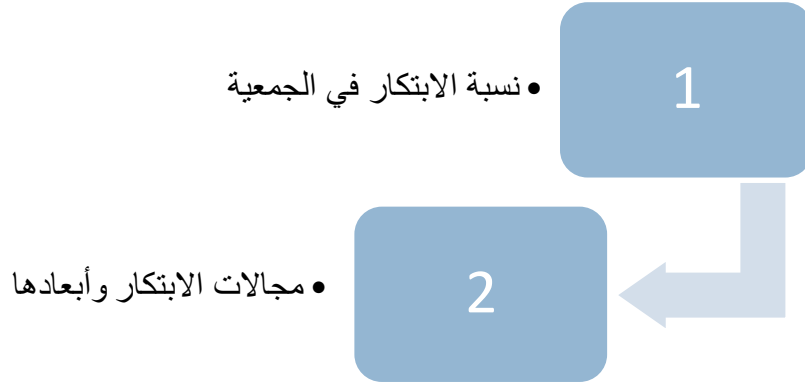 1
• نسبة الابتكار في الجمعية
2
• مجالات الابتكار وأبعادها